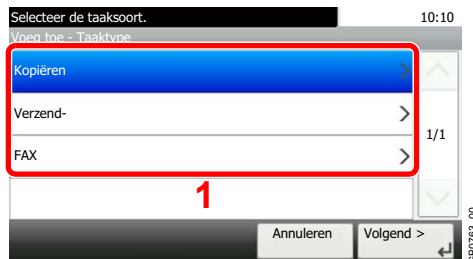 Selecteer de taaksoort.
10:10
Voeg toe - Taaktype
Kopiëren
Verzend-
1/1
FAX
1
Annuleren
Volgend >